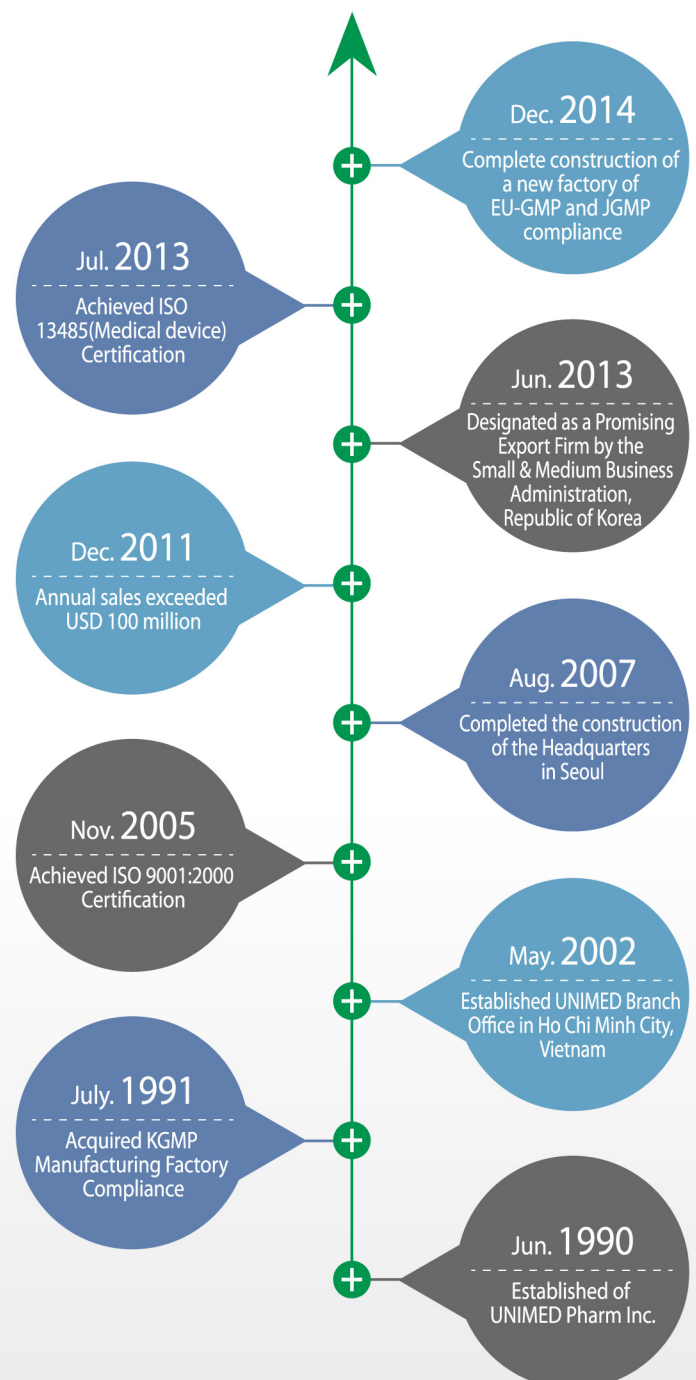 Dec. 2014
Complete construction of
a new factory of
EU-GMP and JGMP
compliance
Jul. 2013
Achieved ISO
13485(Medical device)
Certification
Jun. 2013
Designated as a Promising
Export Firm by the
Small & Medium Business
Administration,
Republic of Korea
Dec. 2011
Annual sales exceeded
USD 100 million
Aug. 2007
Completed the construction
of the Headquarters
in Seoul
Nov. 2005
Achieved ISO 9001:2000
Certification
May. 2002
Established UNIMED Branch
Office in Ho Chi Minh City,
Vietnam
July. 1991
Acquired KGMP
Manufacturing Factory
Compliance
Jun. 1990
Established of
UNIMED Pharm Inc.